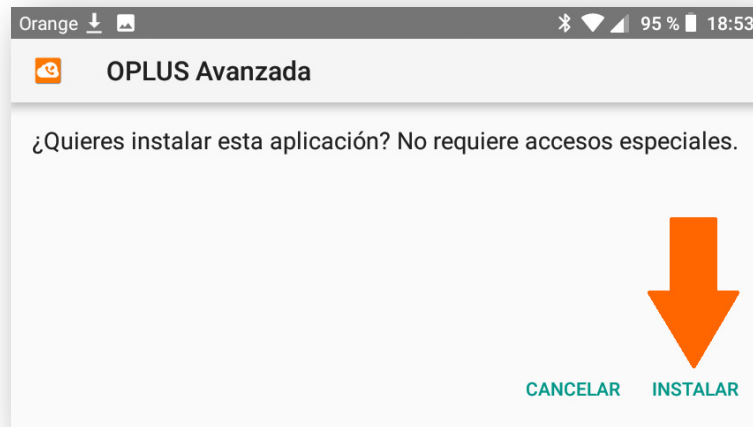 Orange 95 % 18:53
OPLUS Avanzada
¿Quieres instalar esta aplicación? No requiere accesos especiales.
CANCELAR INSTALAR